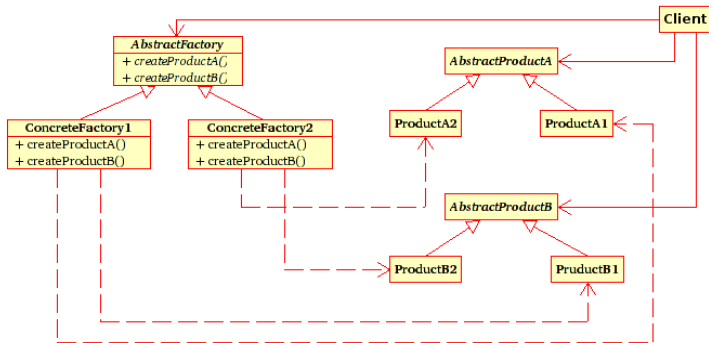 Client
AbstractFactory
+ createProductA()
+ createProductB()
AbstractProductA
ConcreteFactory1
+ createProductA()
+ createProductB()
ConcreteFactory2
+ createProductA()
+ createProductB()
ProductA2
ProductA1
AbstractProductB
ProductB2
PruductB1